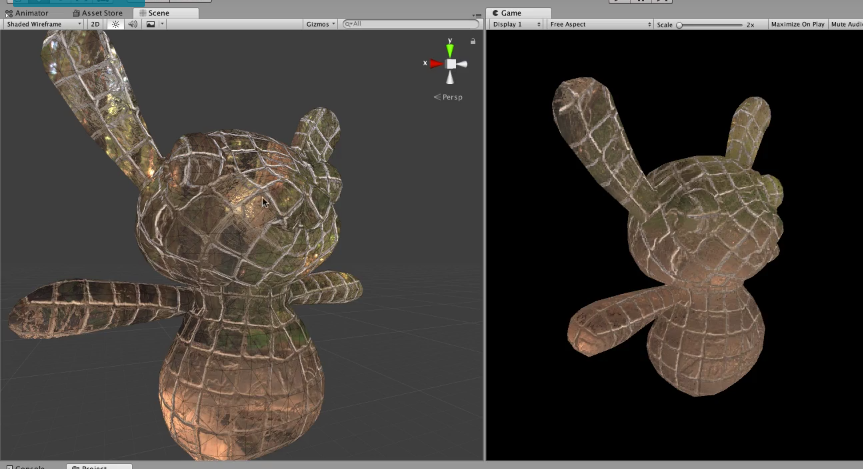 Animator Asset Store Scene
Game
Shaded Wireframe 2D Gizmos All
Display 1 Free Aspect Scale 2x Maximize On Play Mute Audi
y
x
< Persp
Console Project